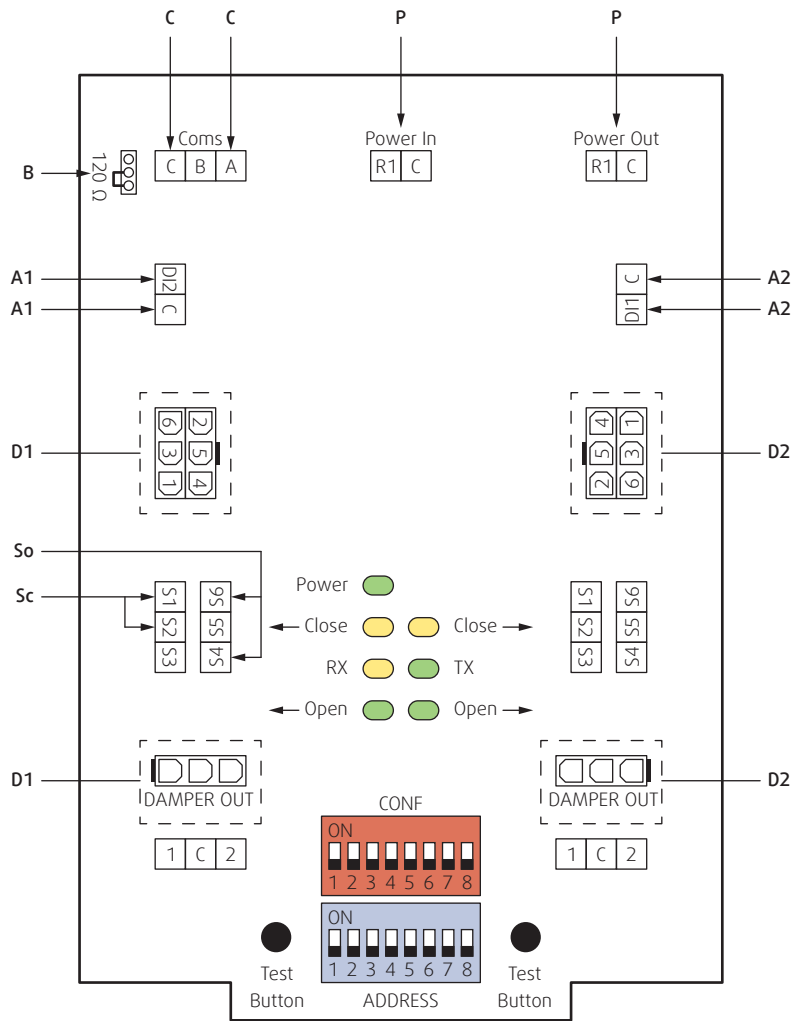 C C P P
Coms Power In Power Out
B 120 Ω C B A R1 C R1 C
A1 DI2 C A2
A1 C DI1 A2
6 2 4 1
D1 3 5 5 3 D2
1 4 2 6
So
Power
Sc S1 S6 S1 S6
S2 S5 Close Close S2 S5
S3 S4 RX TX S3 S4
Open Open
D1 D2
DAMPER OUT DAMPER OUT
CONF
1 C 2 ON 1 C 2
1 2 3 4 5 6 7 8
ON
1 2 3 4 5 6 7 8
Test Test
Button ADDRESS Button